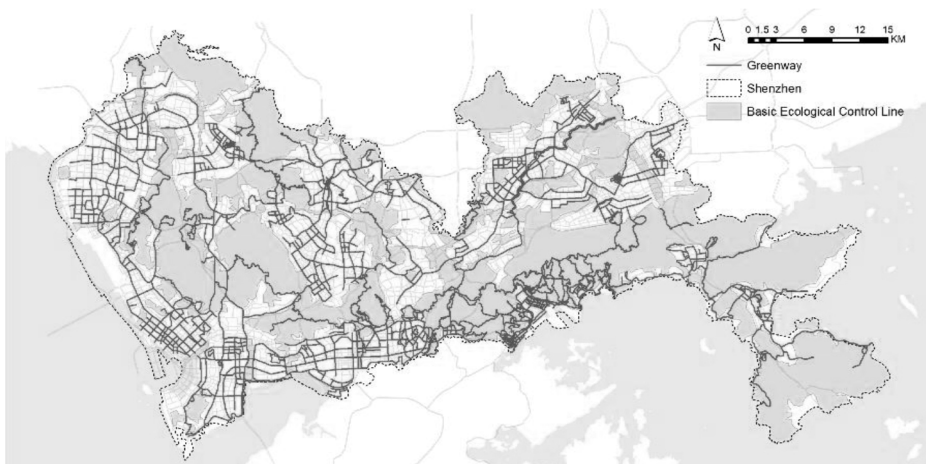 0 1.5 3 6 9 12 15
KM
N
Greenway
Shenzhen
Basic Ecological Control Line